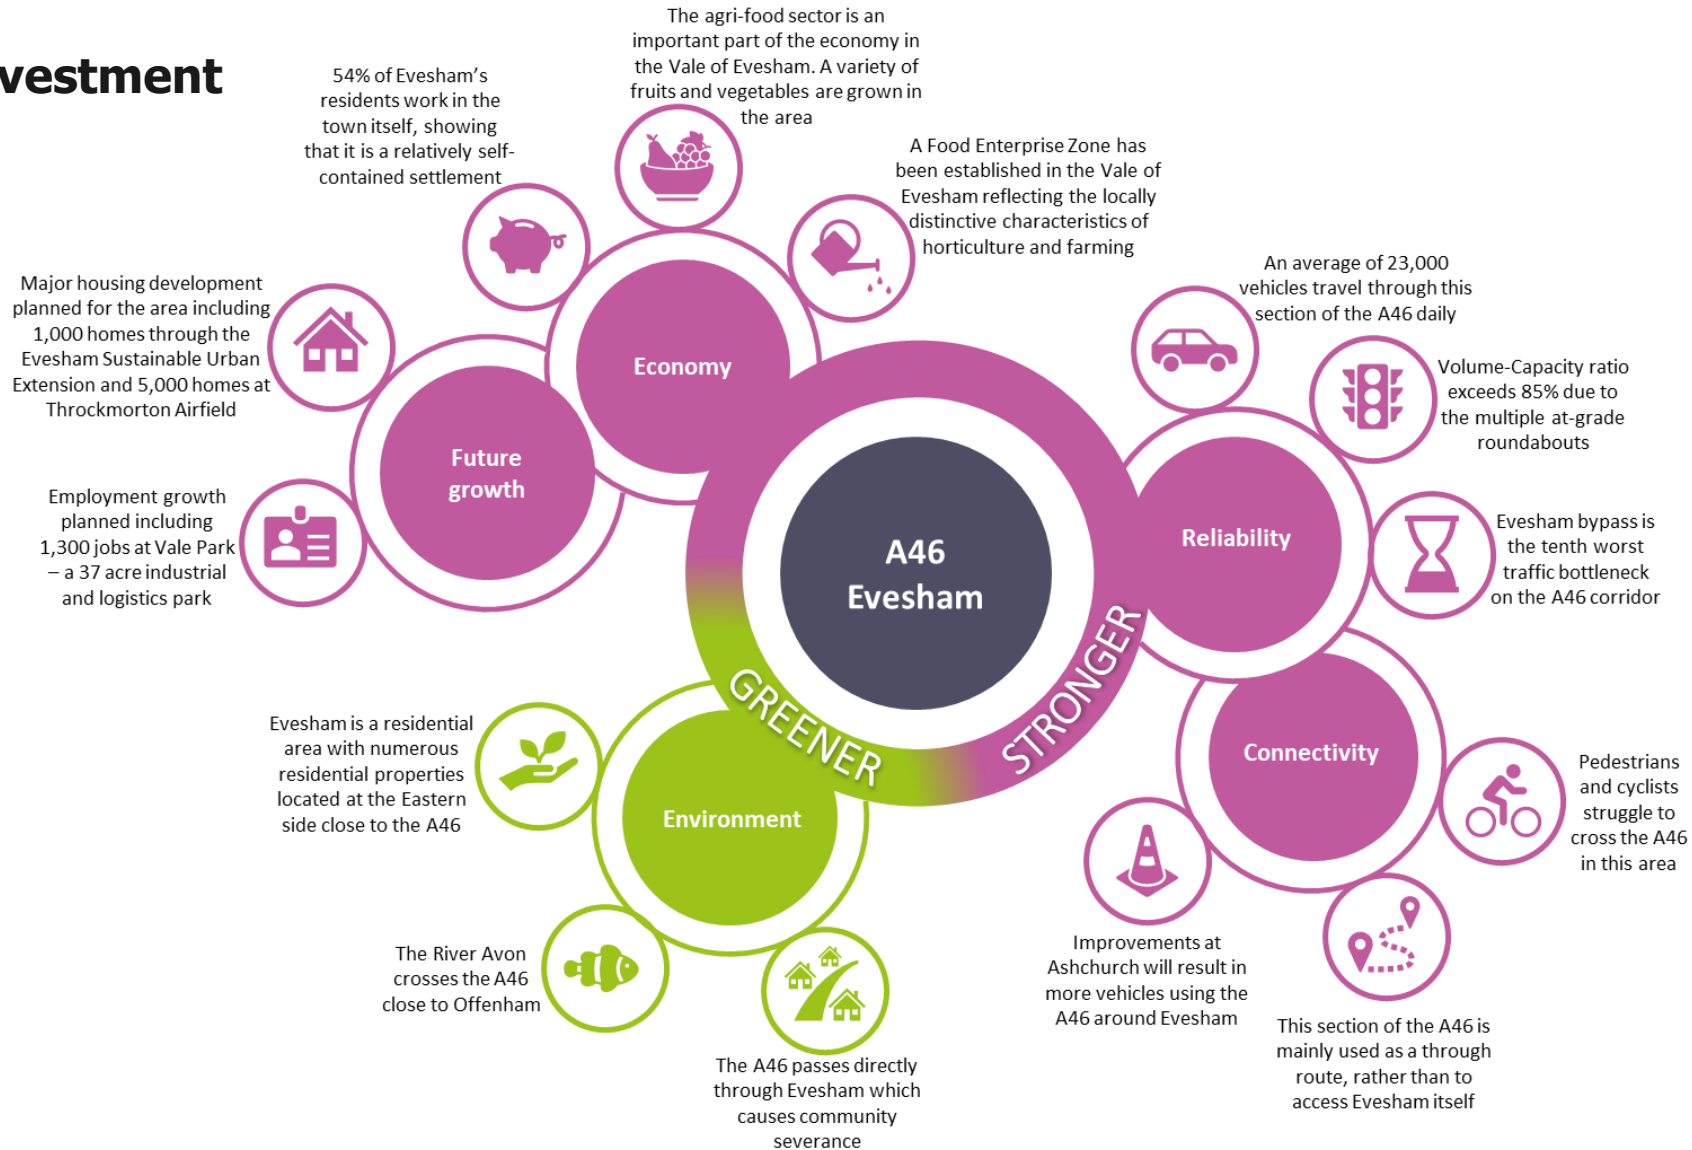 vestment
The agri-food sector is an
important part of the economy in
the Vale of Evesham. A variety of
fruits and vegetables are grown in
the area
54% of Evesham's
residents work in the
town itself, showing
that it is a relatively self-
contained settlement
A Food Enterprise Zone has
been established in the Vale of
Evesham reflecting the locally
distinctive characteristics of
horticulture and farming
Major housing development
planned for the area including
1,000 homes through the
Evesham Sustainable Urban
Extension and 5,000 homes at
Throckmorton Airfield
Employment growth
planned including
1,300 jobs at Vale Park
– a 37 acre industrial
and logistics park
Economy
Future
growth
An average of 23,000
vehicles travel through this
section of the A46 daily
Volume-Capacity ratio
exceeds 85% due to
the multiple at-grade
roundabouts
Evesham bypass is
the tenth worst
traffic bottleneck
on the A46 corridor
Reliability
A46
Evesham
GREENER
STRONGER
Connectivity
Pedestrians
and cyclists
struggle to
cross the A46
in this area
Improvements at
Ashchurch will result in
more vehicles using the
A46 around Evesham
This section of the A46 is
mainly used as a through
route, rather than to
access Evesham itself
Environment
Evesham is a residential
area with numerous
residential properties
located at the Eastern
side close to the A46
The River Avon
crosses the A46
close to Offenham
The A46 passes directly
through Evesham which
causes community
severance